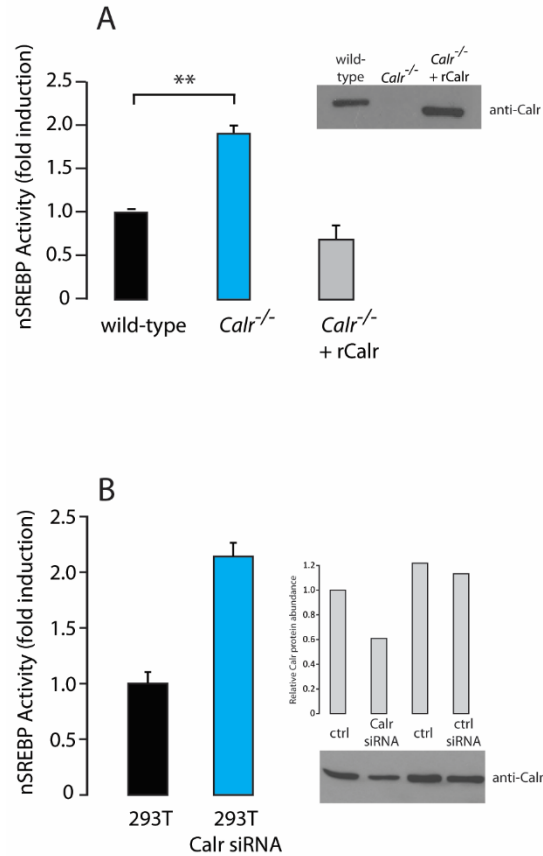 A
nSREBP Activity (fold induction)
2.5
2.0
1.5
1.0
0.5
0
**
wild-type
Calr-/-
Calr-/-
+ rCalr
wild-
type
Calr-/-
Calr-/-
+ rCalr
anti-Calr
B
nSREBP Activity (fold induction)
2.5
2.0
1.5
1.0
0.5
0
293T
293T
Calr siRNA
Relative Calr protein abundance
1.2
1.0
0.8
0.6
0.4
0.2
0
ctrl
Calr
siRNA
ctrl
ctrl
siRNA
anti-Calr